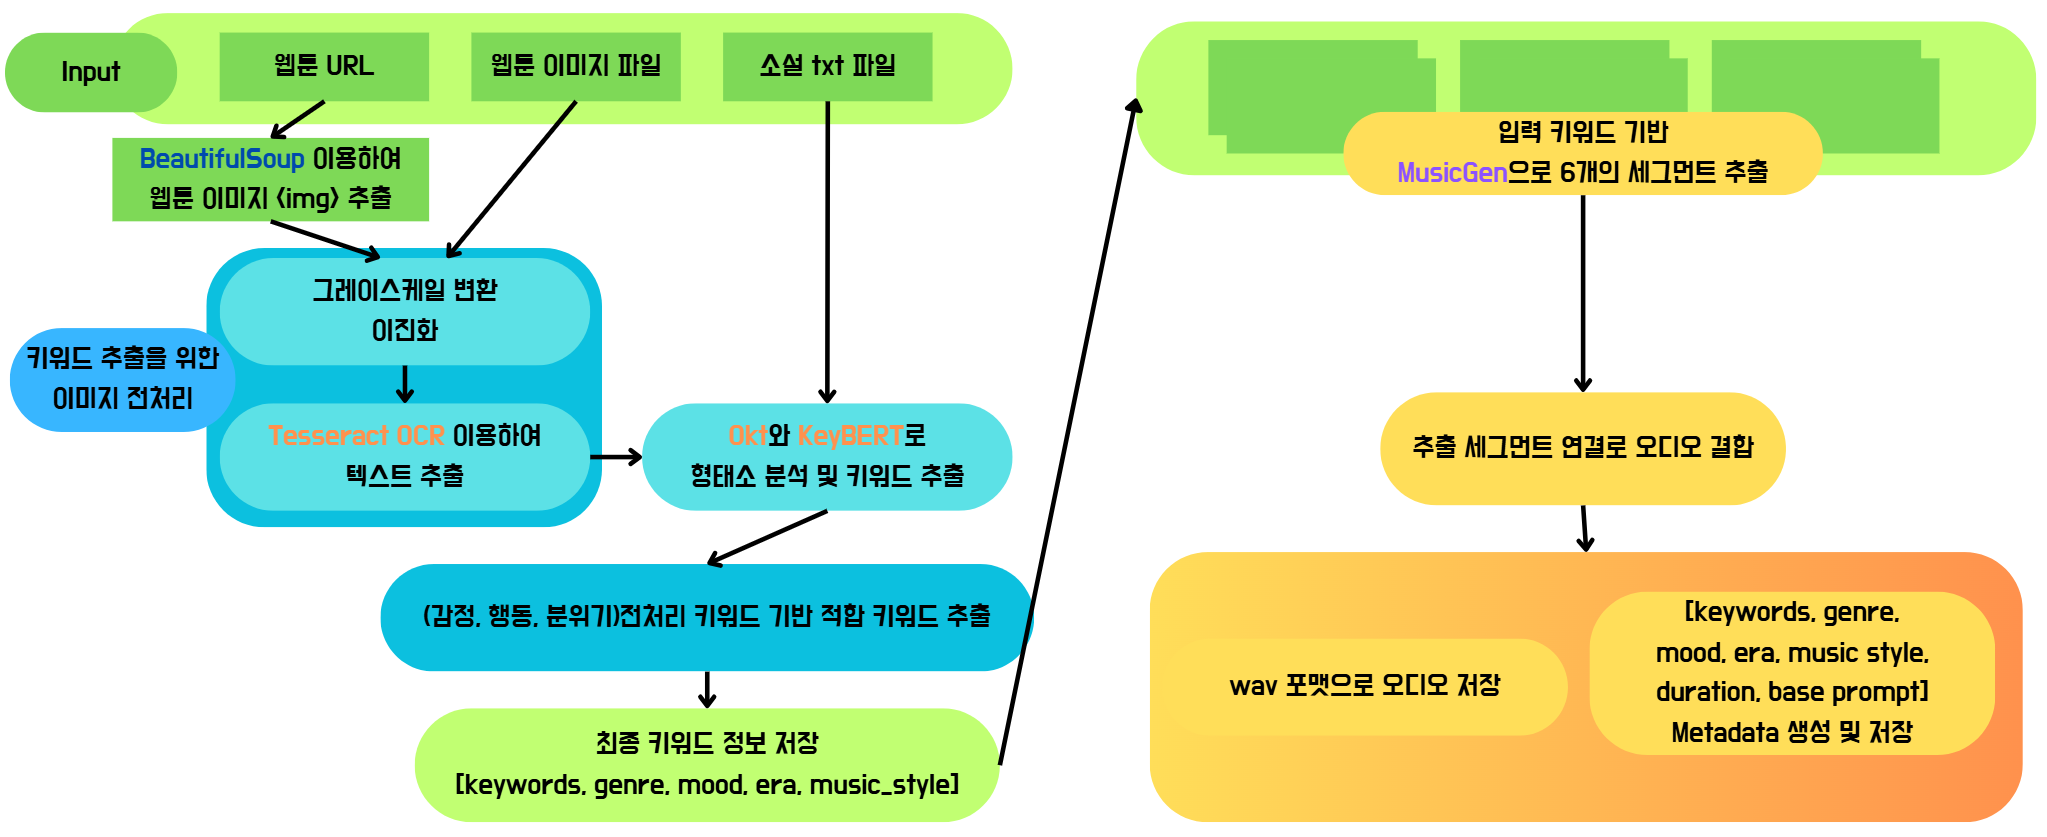 Input
웹툰 URL
웹툰 이미지 파일
소설 txt 파일
BeautifulSoup 이용하여
웹툰 이미지 <img> 추출
그레이스케일 변환
이진화
키워드 추출을 위한
이미지 전처리
Tesseract OCR 이용하여
텍스트 추출
Okt와 KeyBERT로
형태소 분석 및 키워드 추출
(감정, 행동, 분위기)전처리 키워드 기반 적합 키워드 추출
최종 키워드 정보 저장
[keywords, genre, mood, era, music_style]
입력 키워드 기반
MusicGen으로 6개의 세그먼트 추출
추출 세그먼트 연결로 오디오 결합
wav 포맷으로 오디오 저장
[keywords, genre,
mood, era, music style,
duration, base prompt]
Metadata 생성 및 저장